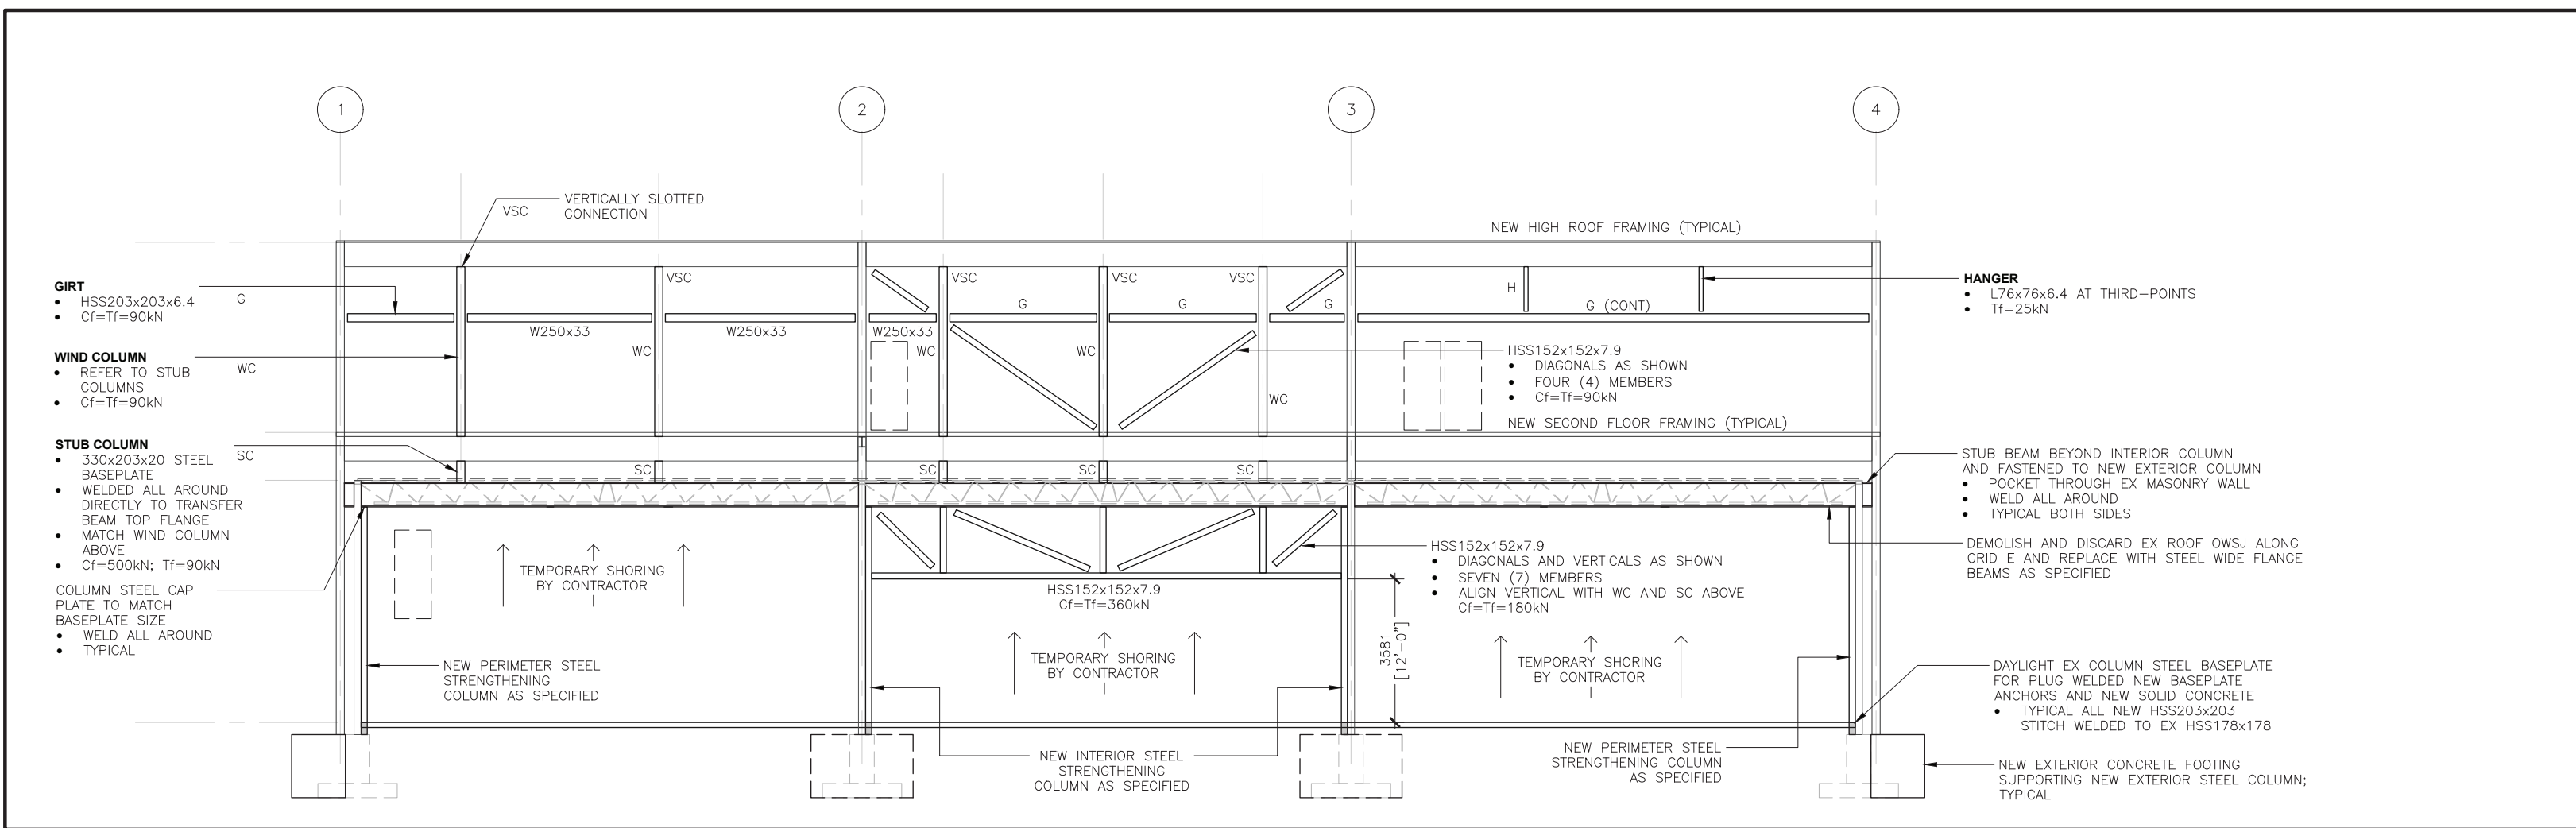 1
2
3
4
VSC
VERTICALLY SLOTTED
CONNECTION
NEW HIGH ROOF FRAMING (TYPICAL)
GIRT
• HSS203x203x6.4
• Cf=Tf=90kN
G
WIND COLUMN
• REFER TO STUB
COLUMNS
• Cf=Tf=90kN
WC
STUB COLUMN
• 330x203x20 STEEL
BASEPLATE
• WELDED ALL AROUND
DIRECTLY TO TRANSFER
BEAM TOP FLANGE
• MATCH WIND COLUMN
ABOVE
• Cf=500kN; Tf=90kN
SC
COLUMN STEEL CAP
PLATE TO MATCH
BASEPLATE SIZE
• WELD ALL AROUND
• TYPICAL
VSC
VSC
VSC
VSC
G
G
G
W250x33
W250x33
W250x33
WC
WC
WC
WC
H
G (CONT)
HSS152x152x7.9
• DIAGONALS AS SHOWN
• FOUR (4) MEMBERS
• Cf=Tf=90kN
NEW SECOND FLOOR FRAMING (TYPICAL)
SC
SC
SC
SC
HANGER
• L76x76x6.4 AT THIRD-POINTS
• Tf=25kN
STUB BEAM BEYOND INTERIOR COLUMN
AND FASTENED TO NEW EXTERIOR COLUMN
• POCKET THROUGH EX MASONRY WALL
• WELD ALL AROUND
• TYPICAL BOTH SIDES
DEMOLISH AND DISCARD EX ROOF OWSJ ALONG
GRID E AND REPLACE WITH STEEL WIDE FLANGE
BEAMS AS SPECIFIED
TEMPORARY SHORING
BY CONTRACTOR
HSS152x152x7.9
Cf=Tf=360kN
HSS152x152x7.9
• DIAGONALS AND VERTICALS AS SHOWN
• SEVEN (7) MEMBERS
• ALIGN VERTICAL WITH WC AND SC ABOVE
Cf=Tf=180kN
3581
[12'-0"]
TEMPORARY SHORING
BY CONTRACTOR
TEMPORARY SHORING
BY CONTRACTOR
NEW PERIMETER STEEL
STRENGTHENING
COLUMN AS SPECIFIED
DAYLIGHT EX COLUMN STEEL BASEPLATE
FOR PLUG WELDED NEW BASEPLATE
ANCHORS AND NEW SOLID CONCRETE
• TYPICAL ALL NEW HSS203x203
STITCH WELDED TO EX HSS178x178
NEW INTERIOR STEEL
STRENGTHENING
COLUMN AS SPECIFIED
NEW PERIMETER STEEL
STRENGTHENING COLUMN
AS SPECIFIED
NEW EXTERIOR CONCRETE FOOTING
SUPPORTING NEW EXTERIOR STEEL COLUMN;
TYPICAL